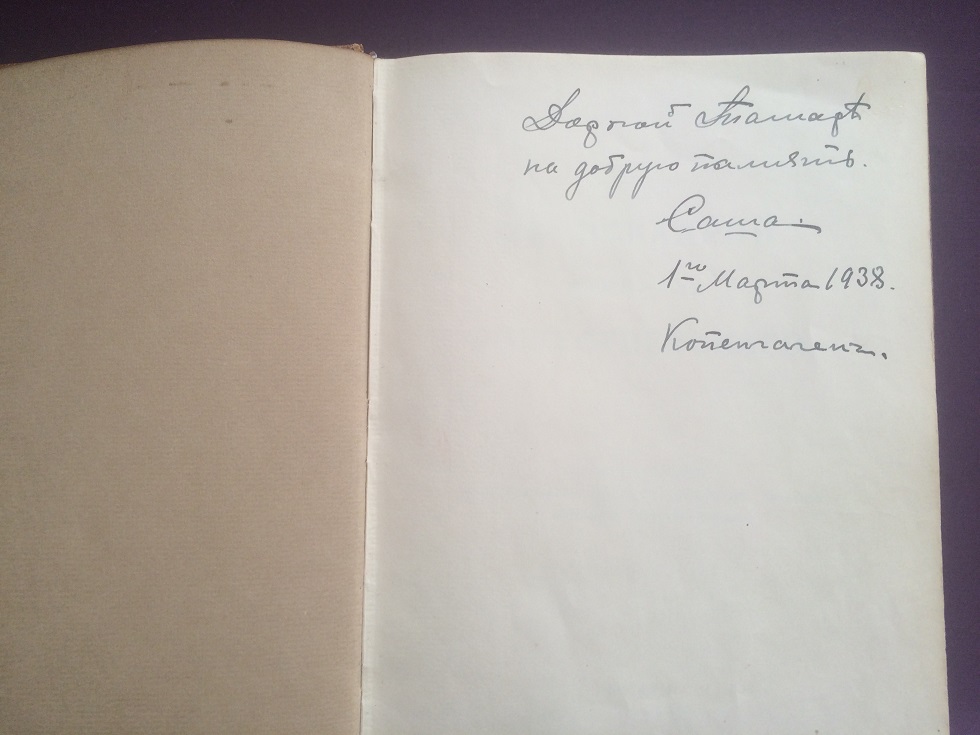 Дорогой Тамарѣ
на добрую память.
Саша.
1го Марта 1938.
Копенгагенъ.